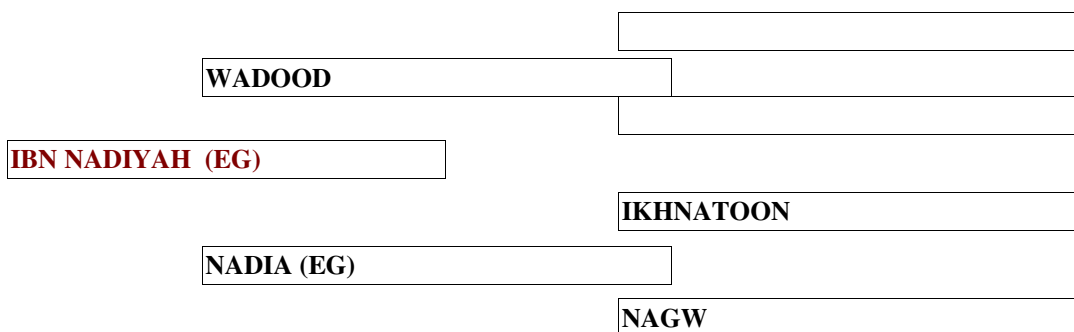 WADOOD
IBN NADIYAH (EG)
IKHNATOON
NADIA (EG)
NAGW